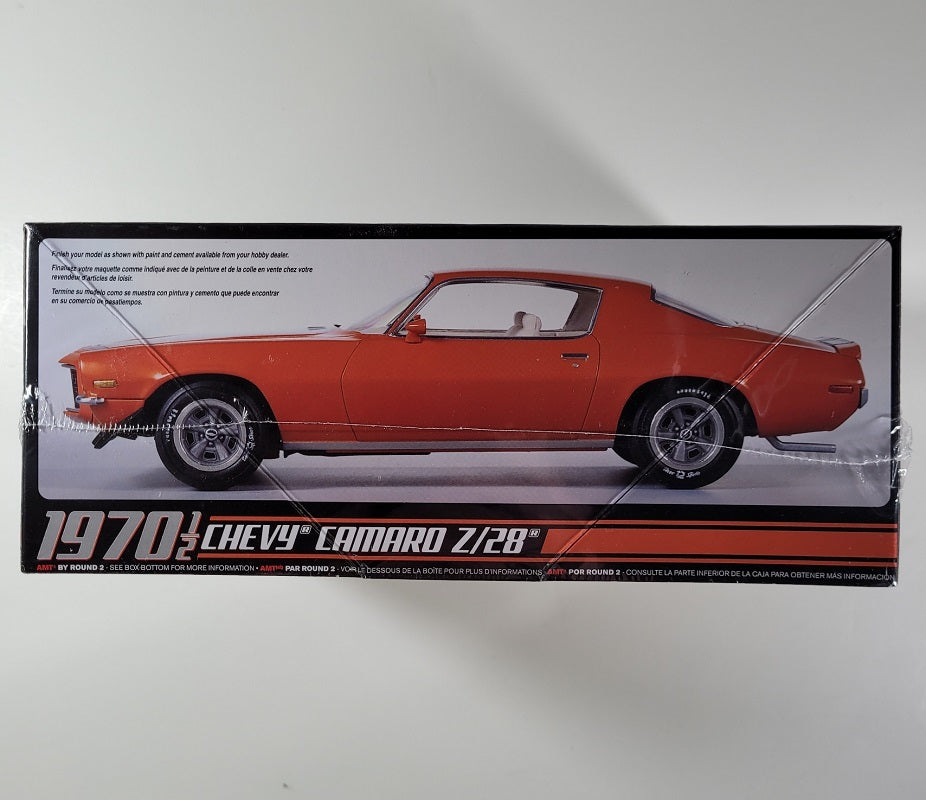 Finish your model as shown with paint and cement available from your hobby dealer.
Finalisez votre maquette comme indiqué avec de la peinture et de la colle en vente chez votre
revendeur d'articles de loisir.
Termine su modelo como se muestra con pintura y cemento que puede encontrar
en su comercio de pasatiempos.
1970 1/2 CHEVY® CAMARO Z/28®
AMT® BY ROUND 2 - SEE BOX BOTTOM FOR MORE INFORMATION • AMT PAR ROUND 2 - VOIR LE DESSOUS DE LA BOÎTE POUR PLUS D'INFORMATIONS AMT® POR ROUND 2 - CONSULTE LA PARTE INFERIOR DE LA CAJA PARA OBTENER MÁS INFORMACIÓN